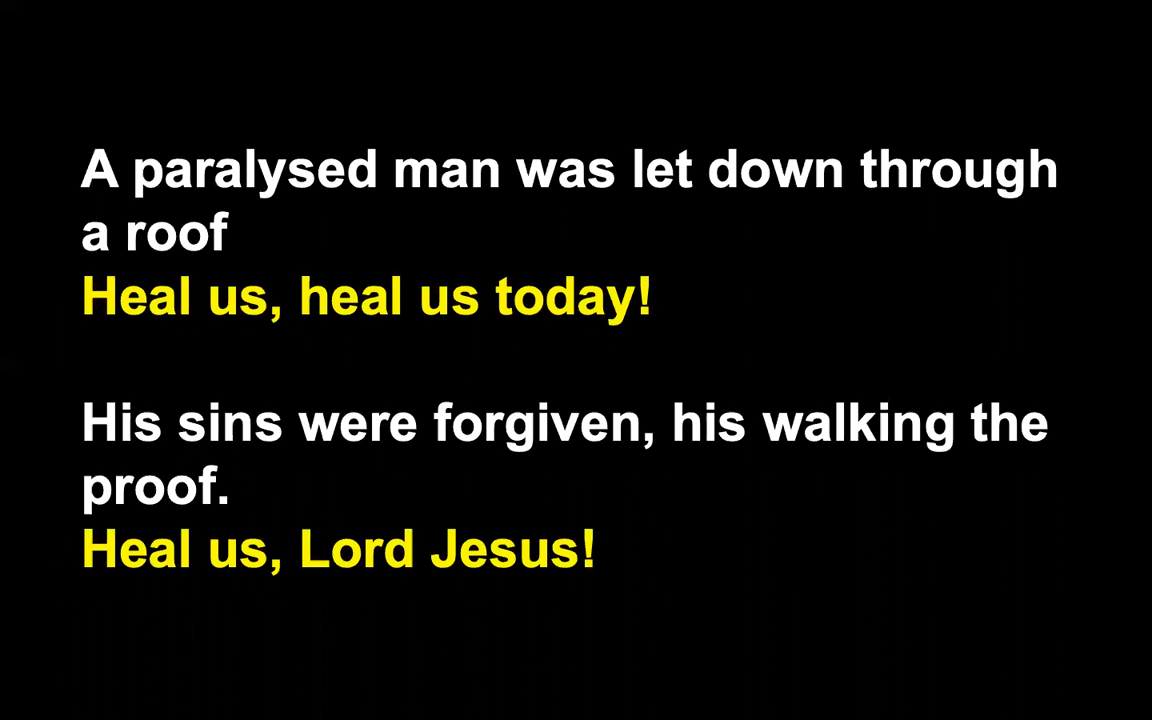 A paralysed man was let down through
a roof
Heal us, heal us today!
His sins were forgiven, his walking the
proof.
Heal us, Lord Jesus!